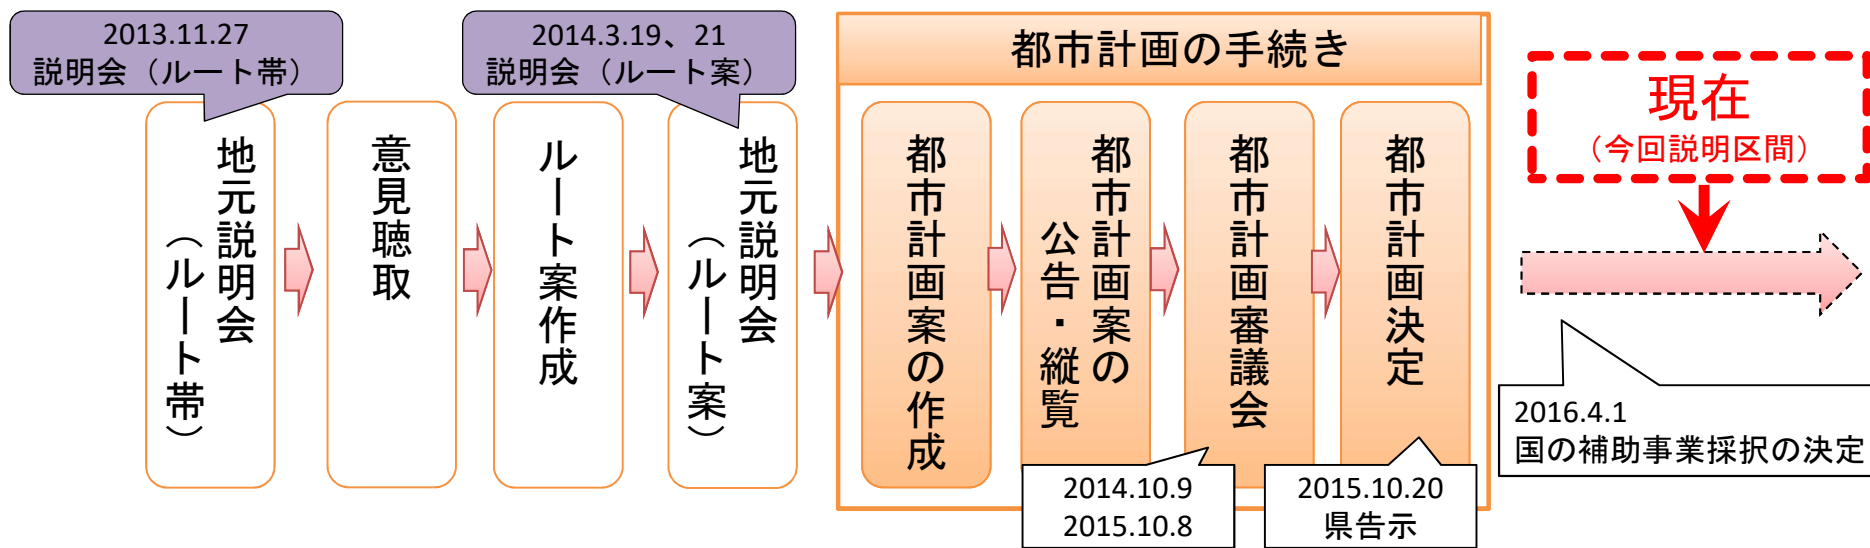 2013.11.27
説明会（ルート帯）
2014.3.19、21
説明会（ルート案）
都市計画の手続き
現在
（今回説明区間）
地元説明会
（ルート帯）
意見聴取
ルート案作成
地元説明会
（ルート案）
都市計画案の作成
都市計画案の
公告・縦覧
都市計画審議会
都市計画決定
2014.10.9
2015.10.8
2015.10.20
県告示
2016.4.1
国の補助事業採択の決定